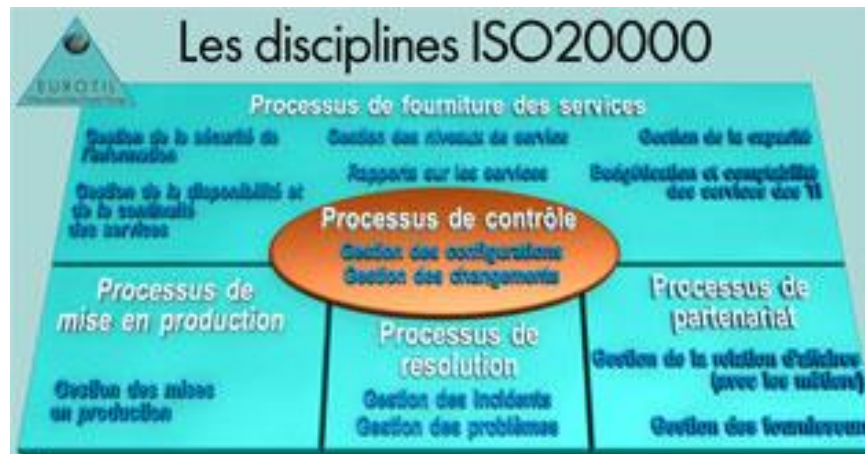 Les disciplines ISO20000
EUROTIL
Processus de fourniture des services
Gestion de la sécurité de
l'information
Gestion des niveaux de service
Gestion de la capacité
Rapports sur les services
Budgétisation et comptabilité
des services des TI
Gestion de la disponibilité et
de la continuité
des services
Processus de contrôle
Gestion des configurations
Gestion des changements
Processus de
mise en production
Gestion des mises
en production
Processus de
résolution
Gestion des incidents
Gestion des problèmes
Processus de
partenariat
Gestion de la relation d'affaires
(avec les métiers)
Gestion des fournisseurs